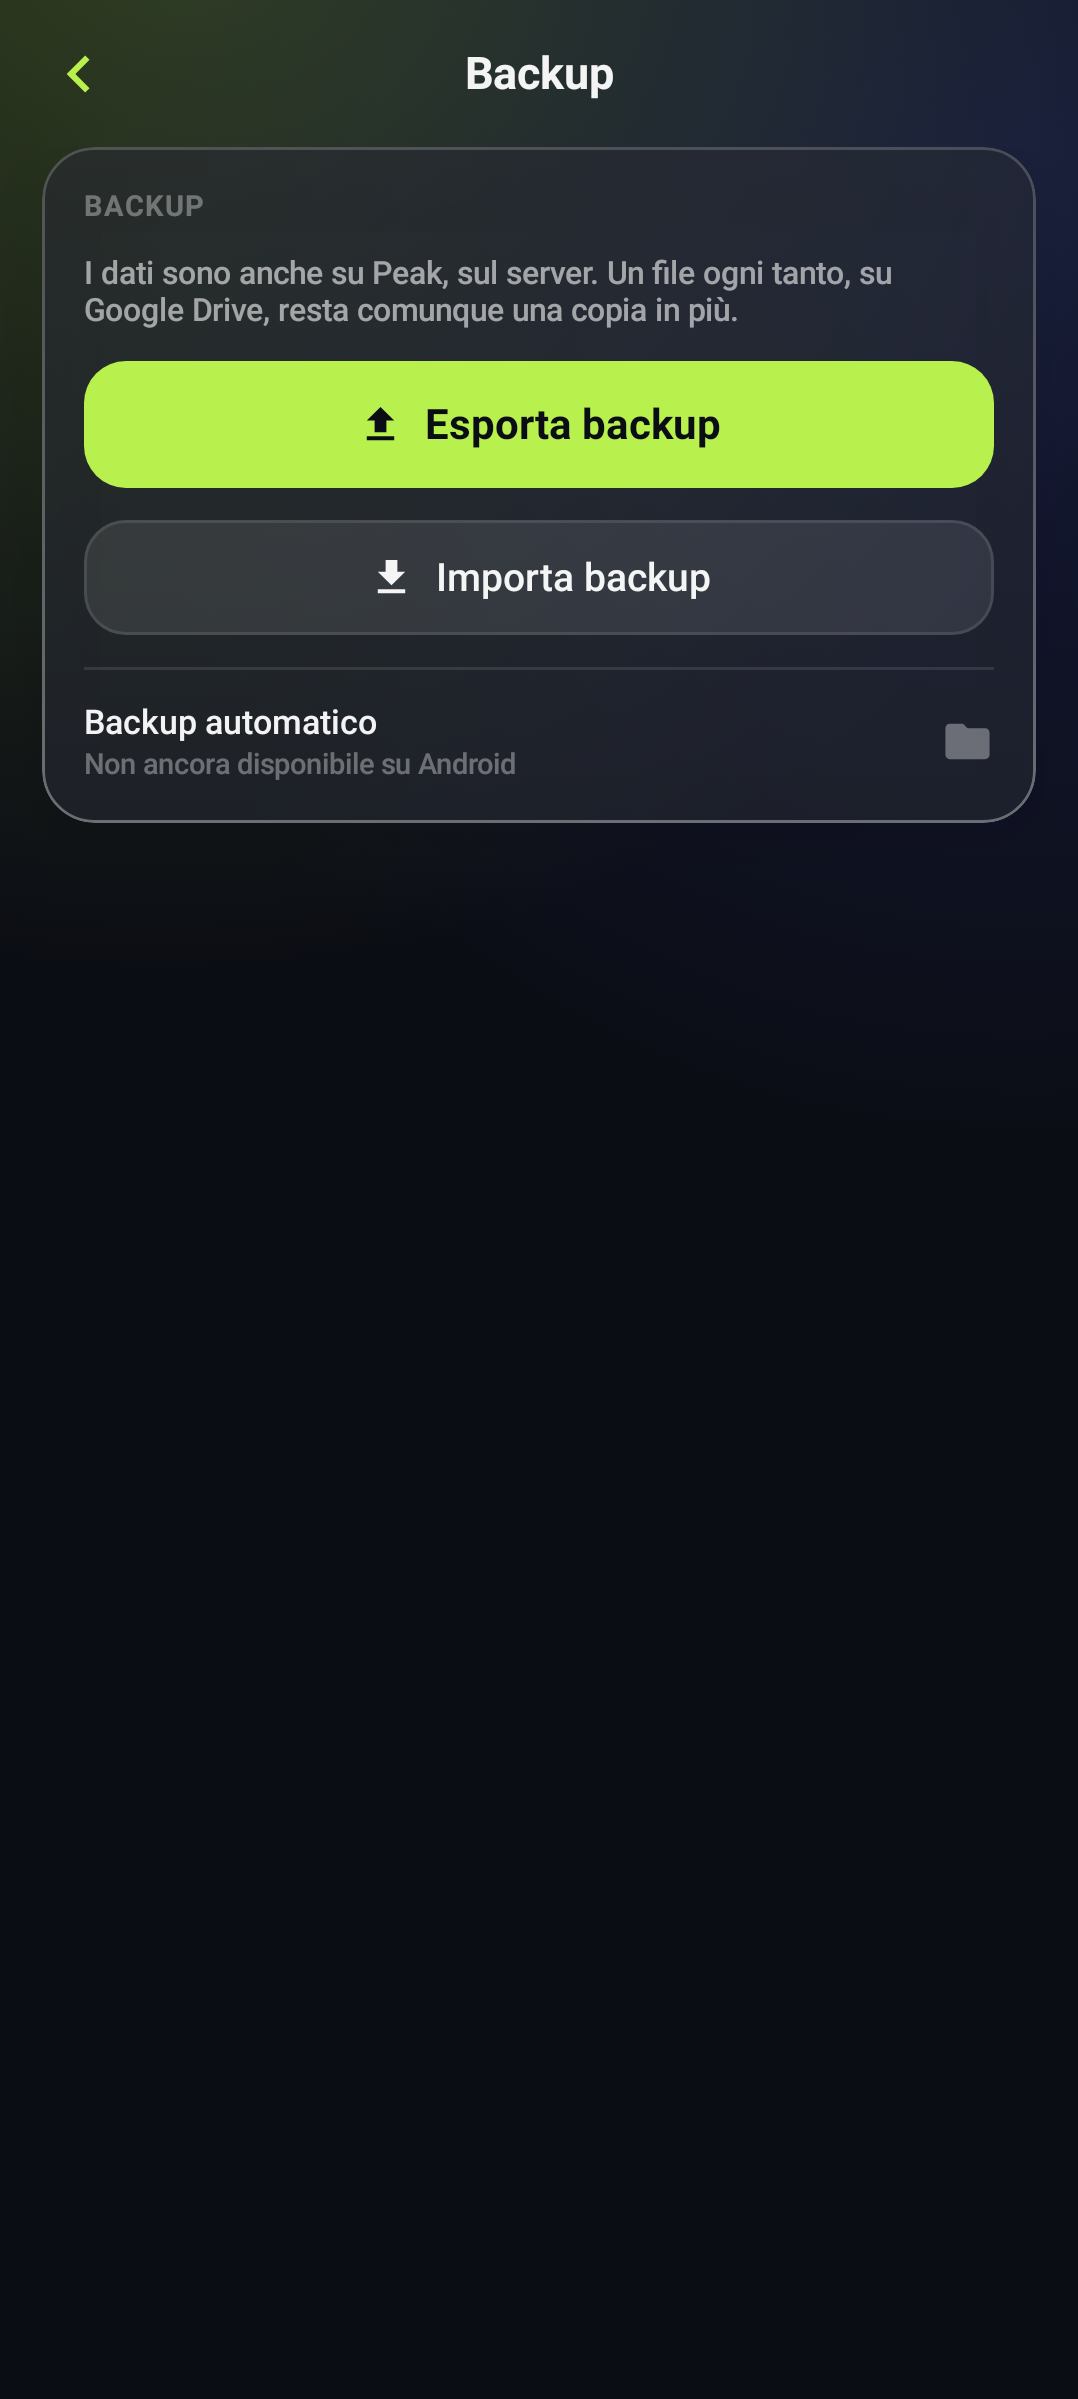 Backup
BACKUP
I dati sono anche su Peak, sul server. Un file ogni tanto, su
Google Drive, resta comunque una copia in più.
Esporta backup
Importa backup
Backup automatico
Non ancora disponibile su Android